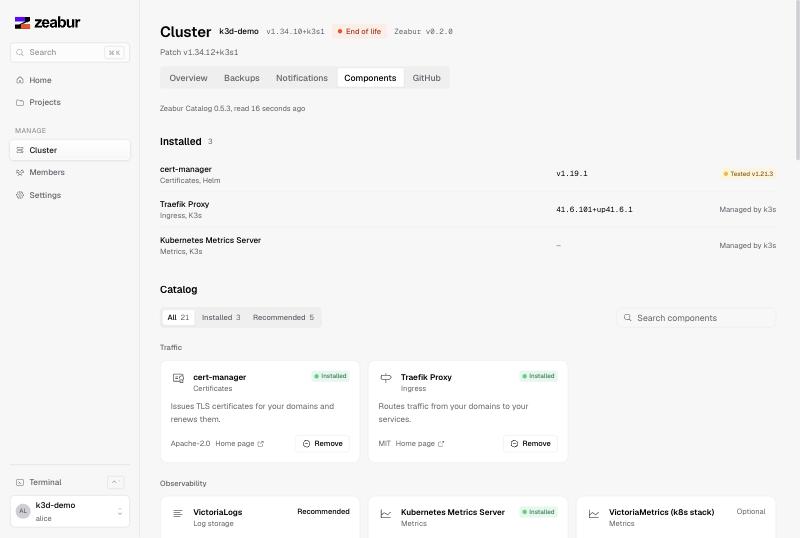 zeabur
Search ⌘K
Home
Projects
MANAGE
Cluster
Members
Settings
Terminal ^`
AL k3d-demo
alice
Cluster k3d-demo v1.34.10+k3s1 End of life Zeabur v0.2.0
Patch v1.34.12+k3s1
Overview Backups Notifications Components GitHub
Zeabur Catalog 0.5.3, read 16 seconds ago
Installed 3
cert-manager v1.19.1 Tested v1.21.3
Certificates, Helm
Traefik Proxy 41.6.101+up41.6.1 Managed by k3s
Ingress, K3s
Kubernetes Metrics Server – Managed by k3s
Metrics, K3s
Catalog
All 21 Installed 3 Recommended 5 Search components
Traffic
cert-manager Installed
Certificates
Issues TLS certificates for your domains and
renews them.
Apache-2.0 Home page Remove
Traefik Proxy Installed
Ingress
Routes traffic from your domains to your
services.
MIT Home page Remove
Observability
VictoriaLogs Recommended
Log storage
Kubernetes Metrics Server Installed
Metrics
VictoriaMetrics (k8s stack) Optional
Metrics